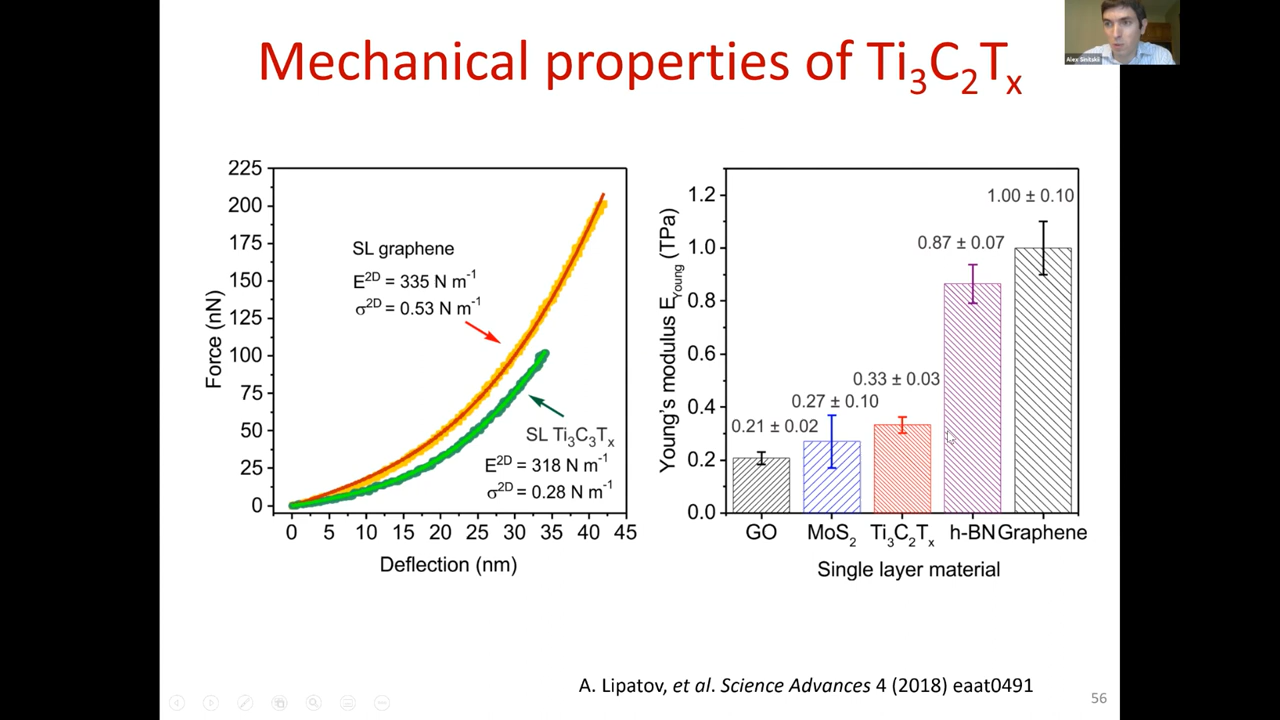 Alex Sinitskii
Mechanical properties of Ti3C2Tx
225
200
175
150
125
100
75
50
25
0
Force (nN)
SL graphene
E2D = 335 N m-1
σ2D = 0.53 N m-1
SL Ti3C3Tx
E2D = 318 N m-1
σ2D = 0.28 N m-1
0 5 10 15 20 25 30 35 40 45
Deflection (nm)
1.2
1.0
0.8
0.6
0.4
0.2
0.0
Young's modulus EYoung (TPa)
0.21 ± 0.02
0.27 ± 0.10
0.33 ± 0.03
0.87 ± 0.07
1.00 ± 0.10
GO MoS2 Ti3C2Tx h-BN Graphene
Single layer material
A. Lipatov, et al. Science Advances 4 (2018) eaat0491
56